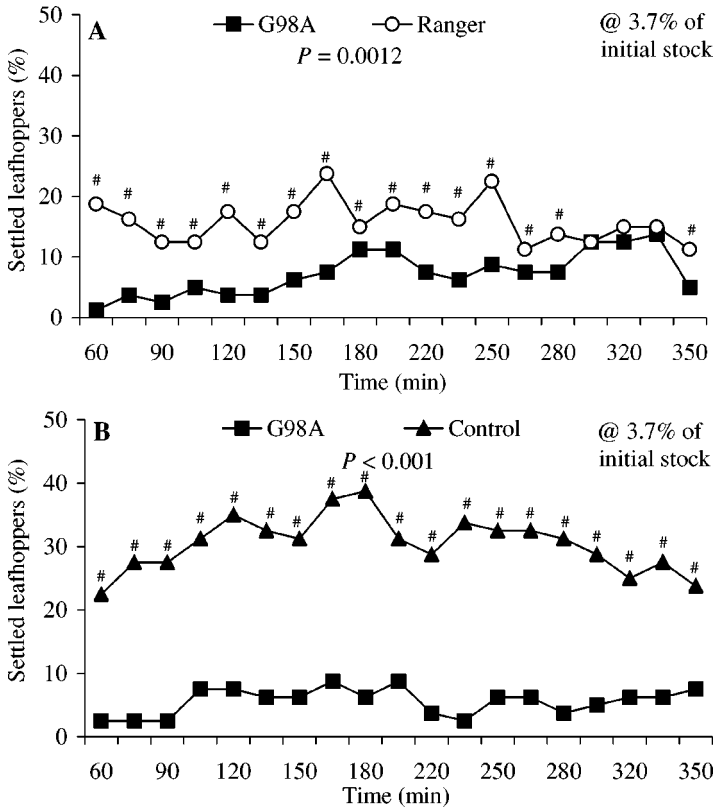 50
A
G98A
Ranger
@ 3.7% of
initial stock
P = 0.0012
40
30
20
10
0
Settled leafhoppers (%)
# # # # # # # # # # # # # # # #
60 90 120 150 180 220 250 280 320 350
Time (min)
50
B
G98A
Control
@ 3.7% of
initial stock
P < 0.001
40
30
20
10
0
Settled leafhoppers (%)
# # # # # # # # # # # # # # # # # # #
60 90 120 150 180 220 250 280 320 350
Time (min)